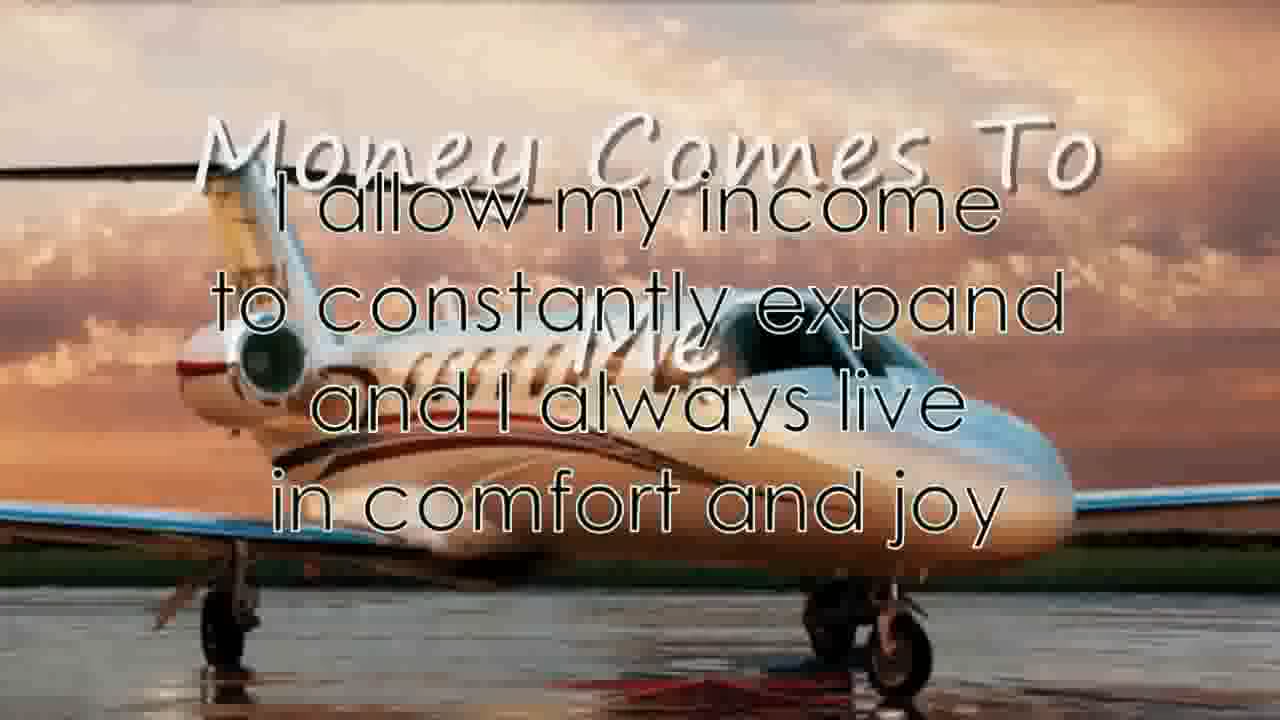 Money Comes To
Me
I allow my income
to constantly expand
and I always live
in comfort and joy